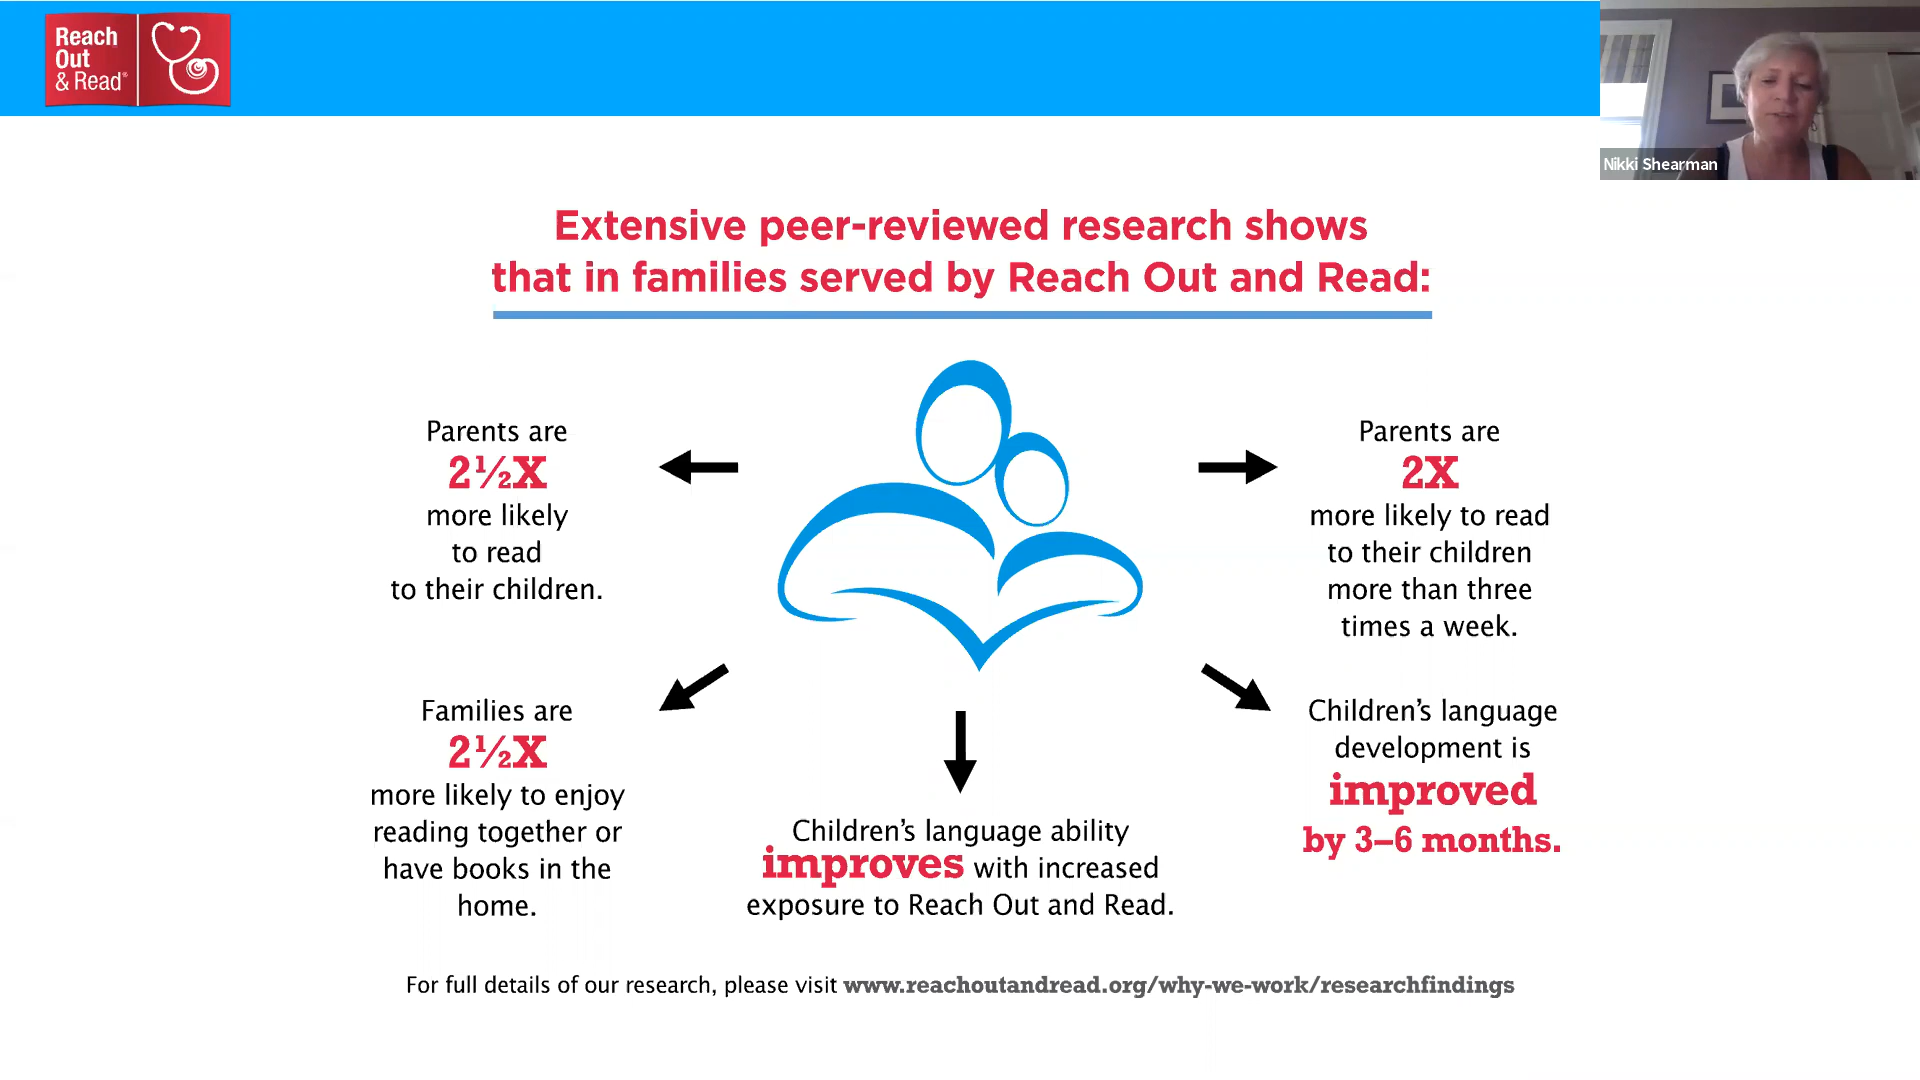 Reach
Out
& Read®
Nikki Shearman
Extensive peer-reviewed research shows
that in families served by Reach Out and Read:
Parents are
2½X
more likely
to read
to their children.
Parents are
2X
more likely to read
to their children
more than three
times a week.
Families are
2½X
more likely to enjoy
reading together or
have books in the
home.
Children’s language ability
improves with increased
exposure to Reach Out and Read.
Children’s language
development is
improved
by 3–6 months.
For full details of our research, please visit www.reachoutandread.org/why-we-work/researchfindings